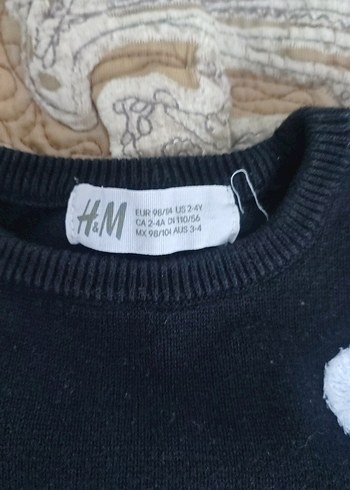 H&M
EUR 98/104 US 2-4Y
CA 2-4A CN 110/56
MX 98/104 AUS 3-4